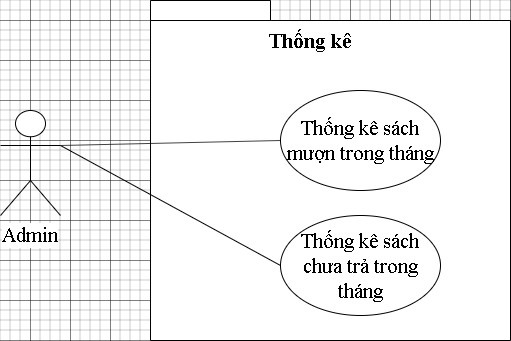 Thống kê
Thống kê sách
mượn trong tháng
Admin
Thống kê sách
chưa trả trong
tháng